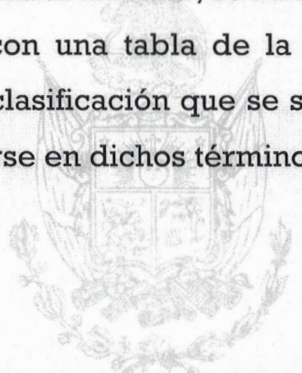 con una tabla de la
clasificación que se s
rse en dichos término